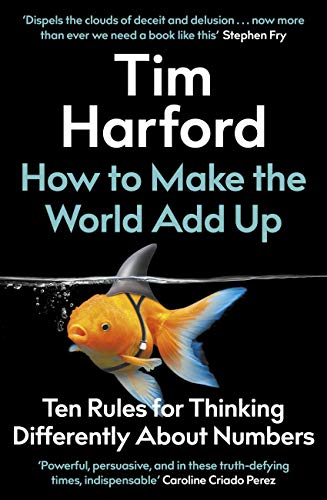 ‘Dispels the clouds of deceit and delusion . . . now more
than ever we need a book like this’ Stephen Fry
Tim
Harford
How to Make the
World Add Up
Ten Rules for Thinking
Differently About Numbers
‘Powerful, persuasive, and in these truth-defying
times, indispensable’ Caroline Criado Perez